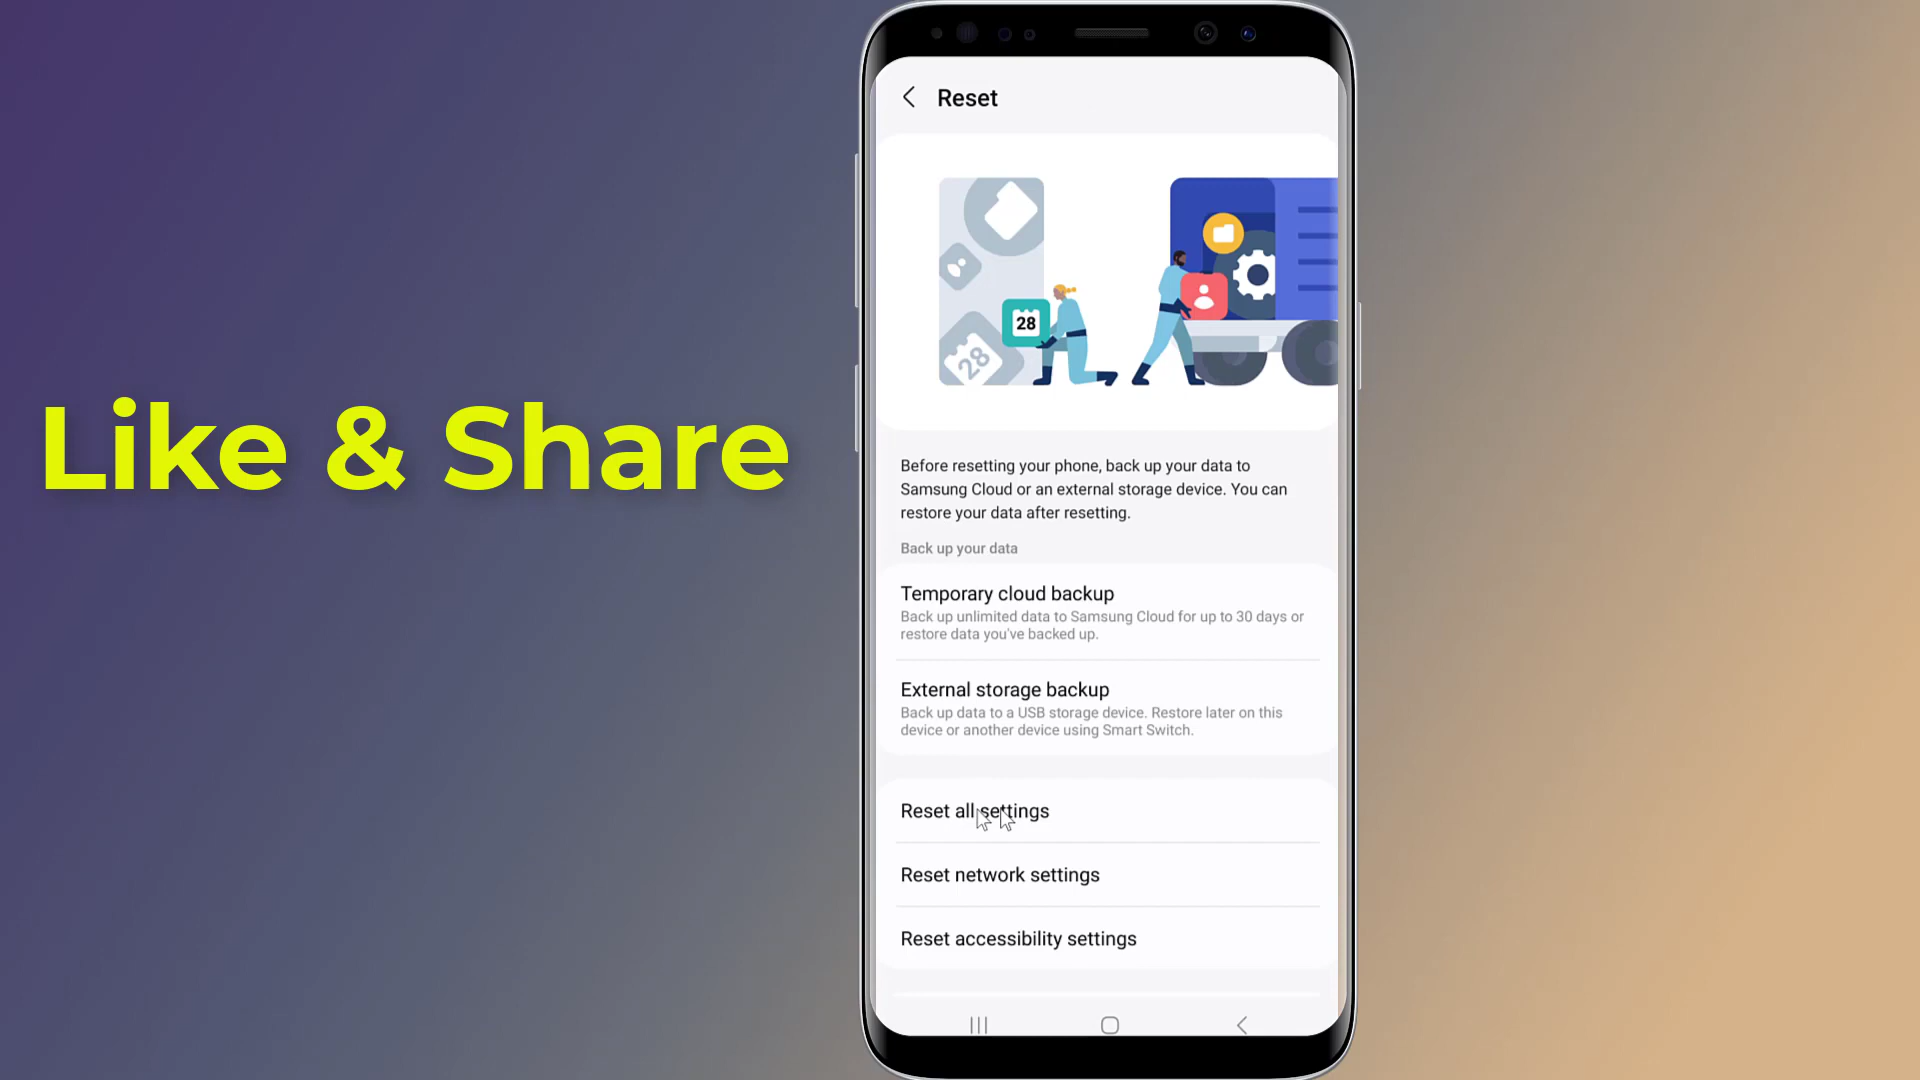 Like & Share
Reset
28
28
Before resetting your phone, back up your data to
Samsung Cloud or an external storage device. You can
restore your data after resetting.
Back up your data
Temporary cloud backup
Back up unlimited data to Samsung Cloud for up to 30 days or
restore data you've backed up.
External storage backup
Back up data to a USB storage device. Restore later on this
device or another device using Smart Switch.
Reset all settings
Reset network settings
Reset accessibility settings